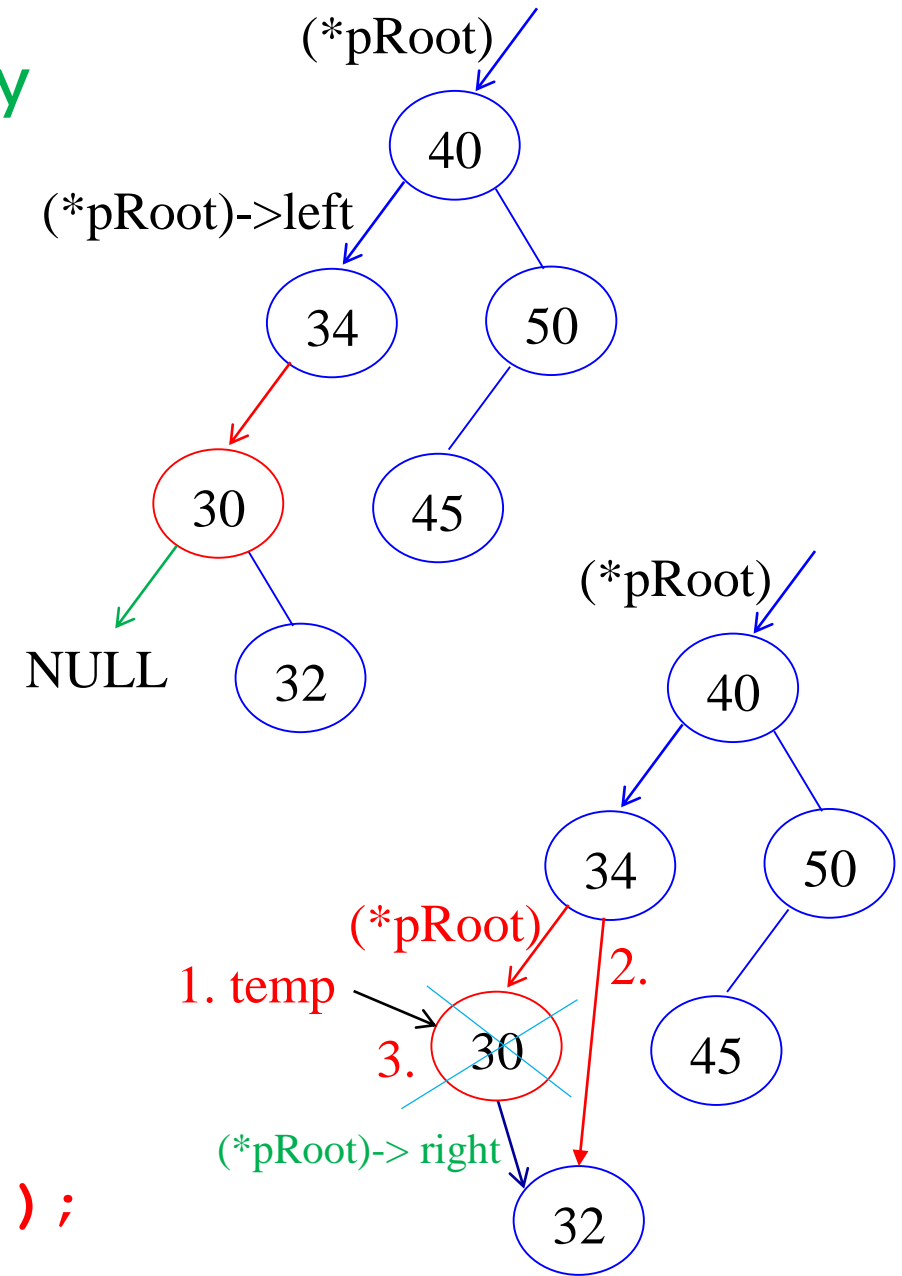 (*pRoot)
y
40
(*pRoot)->left
34
50
30
45
NULL
32
(*pRoot)
40
34
50
(*pRoot)
2.
1. temp
3.
30
45
(*pRoot)-> right
);
32